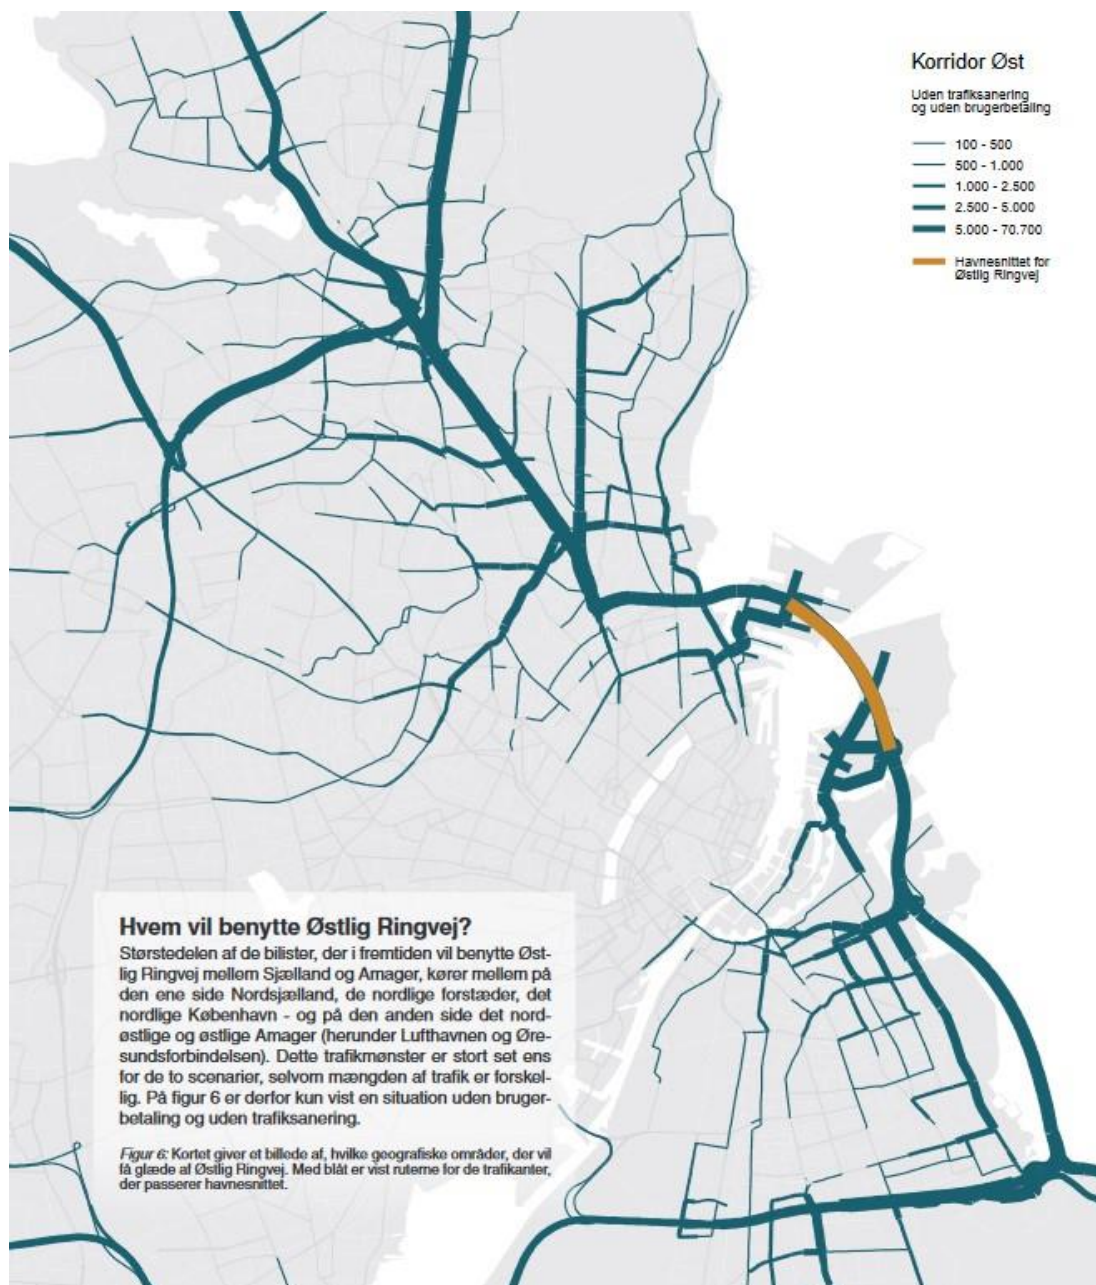 Korridor Øst
Uden trafiksanering
og uden brugerbetaling
100 - 500
500 - 1.000
1.000 - 2.500
2.500 - 5.000
5.000 - 70.700
Havnesnittet for
Østlig Ringvej
Hvem vil benytte Østlig Ringvej?
Størstedelen af de bilister, der i fremtiden vil benytte Øst-
lig Ringvej mellem Sjælland og Amager, kører mellem på
den ene side Nordsjælland, de nordlige forstæder, det
nordlige København - og på den anden side det nord-
østlige og østlige Amager (herunder Lufthavnen og Øre-
sundsforbindelsen). Dette trafikmønster er stort set ens
for de to scenarier, selvom mængden af trafik er forskel-
lig. På figur 6 er derfor kun vist en situation uden bruger-
betaling og uden trafiksanering.
Figur 6: Kortet giver et billede af, hvilke geografiske områder, der vil
få glæde af Østlig Ringvej. Med blåt er vist ruterne for de trafikanter,
der passerer havnesnittet.